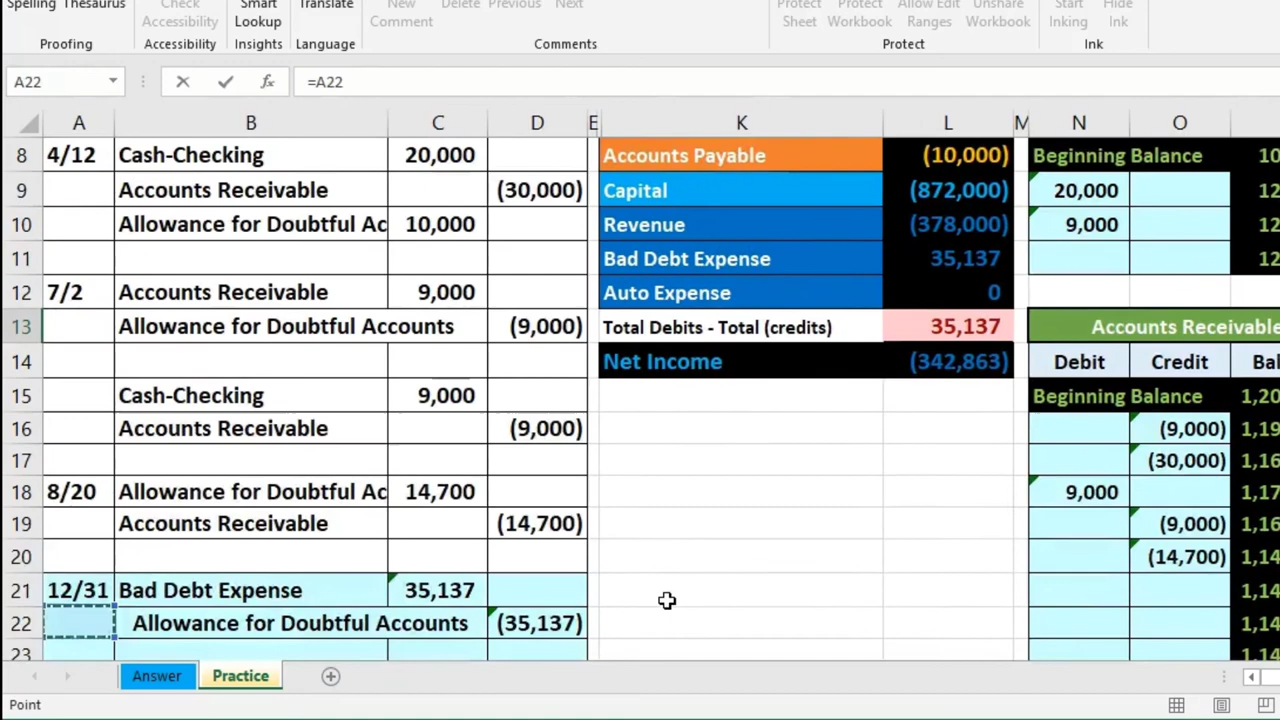 Spelling Thesaurus
Check
Accessibility
Smart
Lookup
Translate
New
Comment
Delete Previous Next
Protect
Sheet
Protect
Workbook
Allow Edit
Ranges
Unshare
Workbook
Start
Inking
Hide
Ink
Proofing Accessibility Insights Language Comments Protect Ink
A22 fx =A22
A B C D E K L M N O
8 4/12 Cash-Checking 20,000 Accounts Payable (10,000) Beginning Balance 10
9 Accounts Receivable (30,000) Capital (872,000) 20,000 12
10 Allowance for Doubtful Ac 10,000 Revenue (378,000) 9,000 12
11 Bad Debt Expense 35,137 12
12 7/2 Accounts Receivable 9,000 Auto Expense 0
13 Allowance for Doubtful Accounts (9,000) Total Debits - Total (credits) 35,137 Accounts Receivable
14 Net Income (342,863) Debit Credit Bal
15 Cash-Checking 9,000 Beginning Balance 1,20
16 Accounts Receivable (9,000) (9,000) 1,19
17 (30,000) 1,16
18 8/20 Allowance for Doubtful Ac 14,700 9,000 1,17
19 Accounts Receivable (14,700) (9,000) 1,16
20 (14,700) 1,14
21 12/31 Bad Debt Expense 35,137 1,14
22 Allowance for Doubtful Accounts (35,137) 1,14
23 1,14
Answer Practice
Point